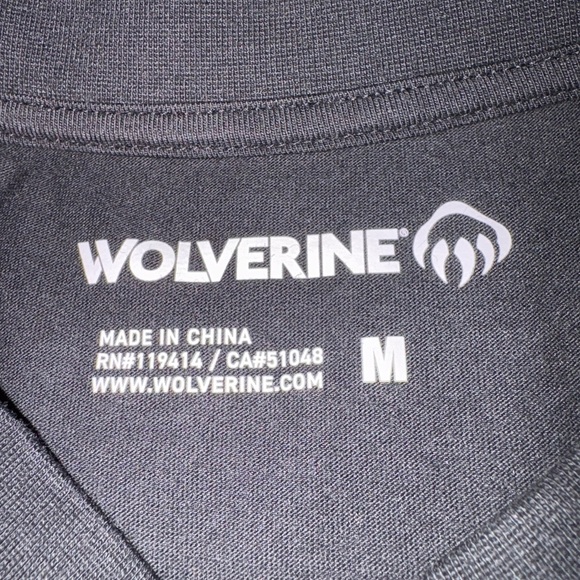 WOLVERINE®
MADE IN CHINA
RN#119414 / CA#51048
WWW.WOLVERINE.COM
M